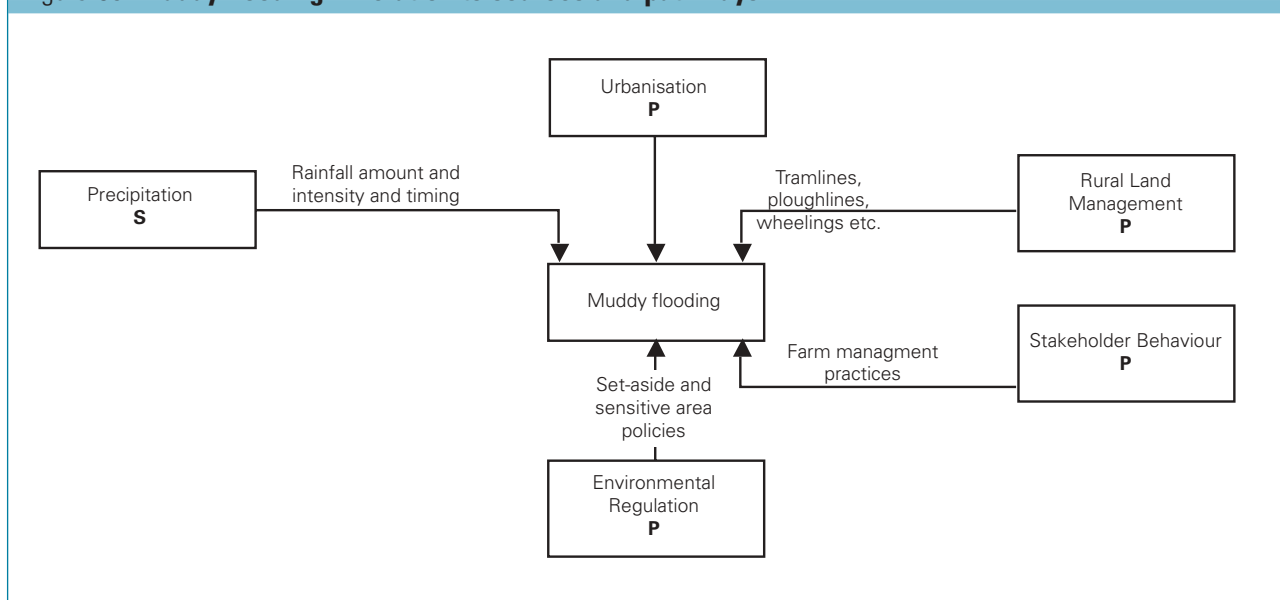 Urbanisation
P
Precipitation
S
Rainfall amount and
intensity and timing
Tramlines,
ploughlines,
wheelings etc.
Rural Land
Management
P
Muddy flooding
Stakeholder Behaviour
P
Farm managment
practices
Set-aside and
sensitive area
policies
Environmental
Regulation
P